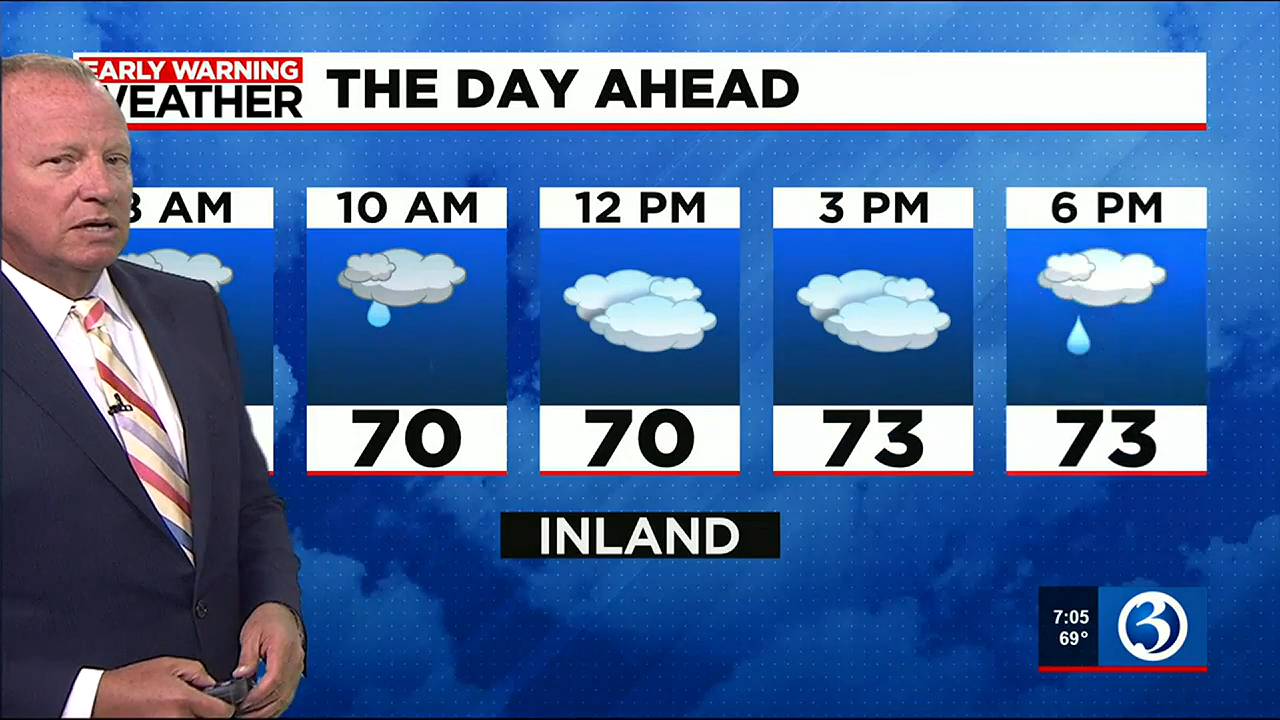 EARLY WARNING
WEATHER
THE DAY AHEAD
8 AM
10 AM
12 PM
3 PM
6 PM
70
70
73
73
INLAND
7:05
69°
3